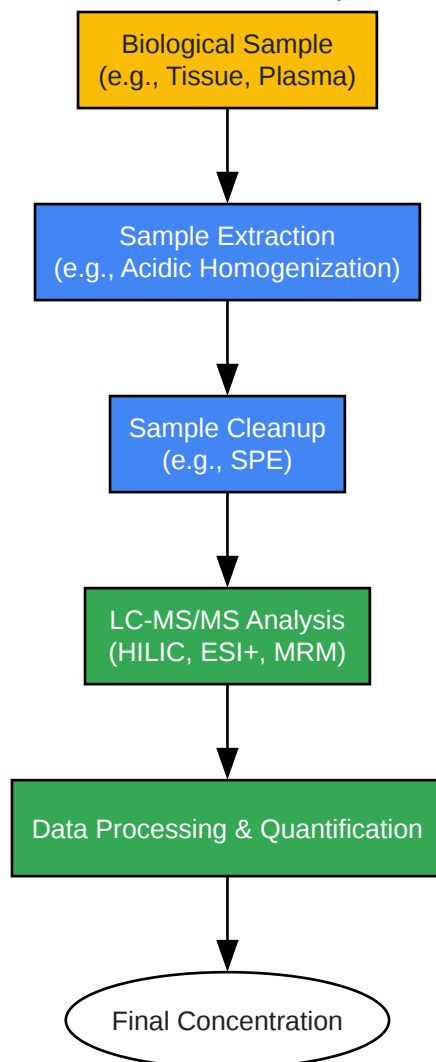 Biological Sample
(e.g., Tissue, Plasma)
Sample Extraction
(e.g., Acidic Homogenization)
Sample Cleanup
(e.g., SPE)
LC-MS/MS Analysis
(HILIC, ESI+, MRM)
Data Processing & Quantification
Final Concentration